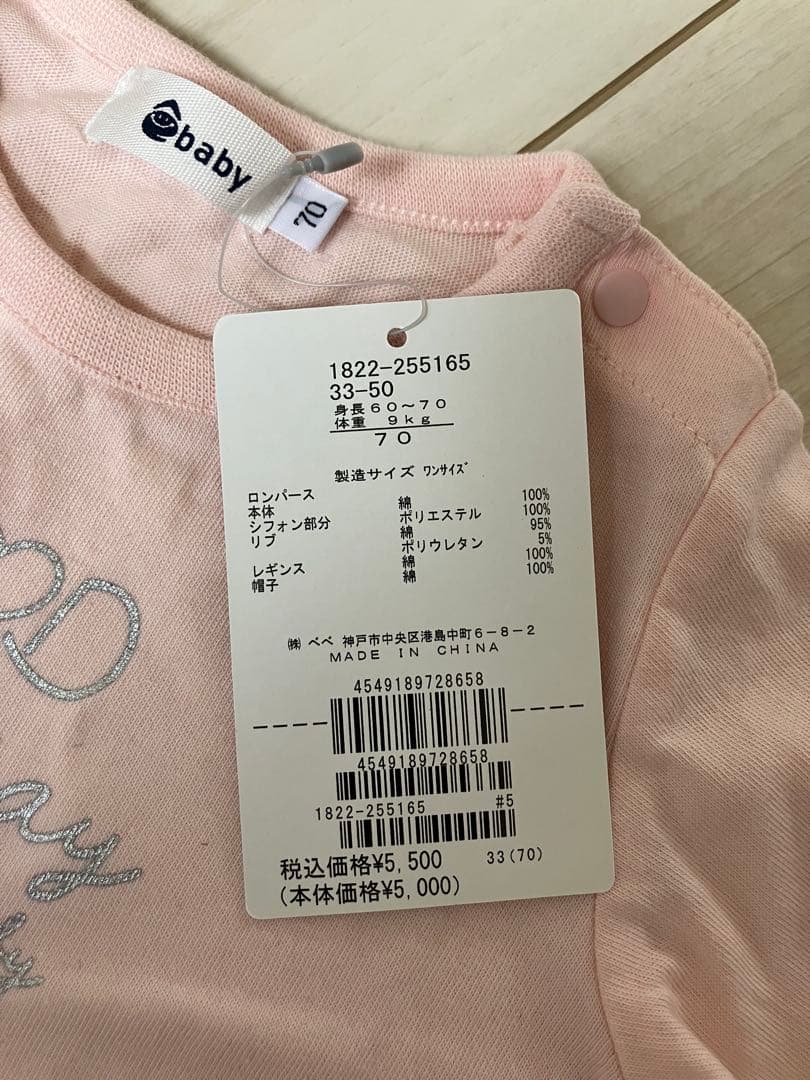 baby
70
1822-255165
33-50
身長60〜70
体重 9kg
70
製造サイズ ワンサイズ
ロンパース
本体 綿 100%
シフォン部分 ポリエステル 100%
リブ 綿 95%
ポリウレタン 5%
レギンス 綿 100%
帽子 綿 100%
㈱ べべ 神戸市中央区港島中町6-8-2
MADE IN CHINA
4549189728658
4549189728658
1822-255165 #5
税込価格¥5,500 33(70)
(本体価格¥5,000)